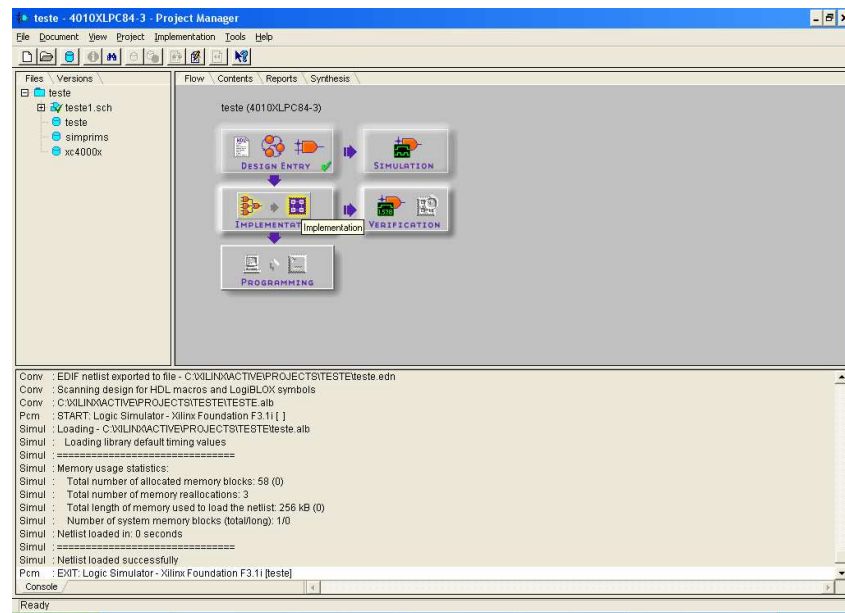 teste - 4010XLPC84-3 - Project Manager
File Document View Project Implementation Tools Help
Files Versions
Flow Contents Reports Synthesis
teste
teste1.sch
teste
simprims
xc4000x
teste (4010XLPC84-3)
DESIGN ENTRY
SIMULATION
IMPLEMENTAT
Implementation
VERIFICATION
PROGRAMMING
Conv : EDIF netlist exported to file - C:\XILINX\ACTIVE\PROJECTS\TESTE\teste.edn
Conv : Scanning design for HDL macros and LogiBLOX symbols
Conv : C:\XILINX\ACTIVE\PROJECTS\TESTE\TESTE.alb
Pcm : START: Logic Simulator - Xilinx Foundation F3.1i [ ]
Simul : Loading - C:\XILINX\ACTIVE\PROJECTS\TESTE\teste.alb
Simul : Loading library default timing values
Simul : ================================
Simul : Memory usage statistics:
Simul : Total number of allocated memory blocks: 58 (0)
Simul : Total number of memory reallocations: 3
Simul : Total length of memory used to load the netlist: 256 kB (0)
Simul : Number of system memory blocks (total/long): 1/0
Simul : Netlist loaded in: 0 seconds
Simul : ================================
Simul : Netlist loaded successfully
Pcm : EXIT: Logic Simulator - Xilinx Foundation F3.1i [teste]
Console
Ready